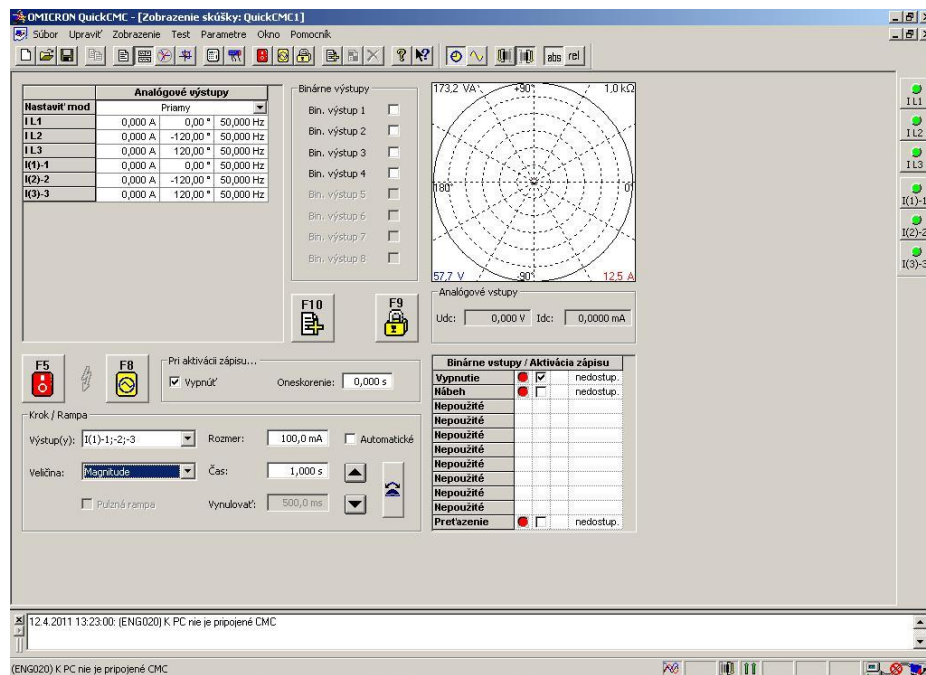 OMICRON QuickCMC - [Zobrazenie skúšky: QuickCMC1]
Súbor Upraviť Zobrazenie Test Parametre Okno Pomocník
abs rel
Analógové výstupy
Nastaviť mod Priamy
I L1 0,000 A 0,00 ° 50,000 Hz
I L2 0,000 A -120,00 ° 50,000 Hz
I L3 0,000 A 120,00 ° 50,000 Hz
I(1)-1 0,000 A 0,00 ° 50,000 Hz
I(2)-2 0,000 A -120,00 ° 50,000 Hz
I(3)-3 0,000 A 120,00 ° 50,000 Hz
Binárne výstupy
Bin. výstup 1
Bin. výstup 2
Bin. výstup 3
Bin. výstup 4
Bin. výstup 5
Bin. výstup 6
Bin. výstup 7
Bin. výstup 8
173,2 VA +90° 1,0 kΩ
180° 0°
57,7 V -90° 12,5 A
I L1
I L2
I L3
I(1)-1
I(2)-2
I(3)-3
F10 F9
Analógové vstupy
Udc: 0,000 V Idc: 0,0000 mA
F5 F8
Pri aktivácii zápisu...
Vypnúť Oneskorenie: 0,000 s
Krok / Rampa
Výstup(y): I(1)-1;-2;-3 Rozmer: 100,0 mA Automatické
Veličina: Magnitude Čas: 1,000 s
Pulzná rampa Vynulovať: 500,0 ms
Binárne vstupy / Aktivácia zápisu
Vypnutie nedostup.
Nábeh nedostup.
Nepoužité
Nepoužité
Nepoužité
Nepoužité
Nepoužité
Nepoužité
Nepoužité
Nepoužité
Preťazenie nedostup.
12.4.2011 13:23:00: (ENG020) K PC nie je pripojené CMC
(ENG020) K PC nie je pripojené CMC